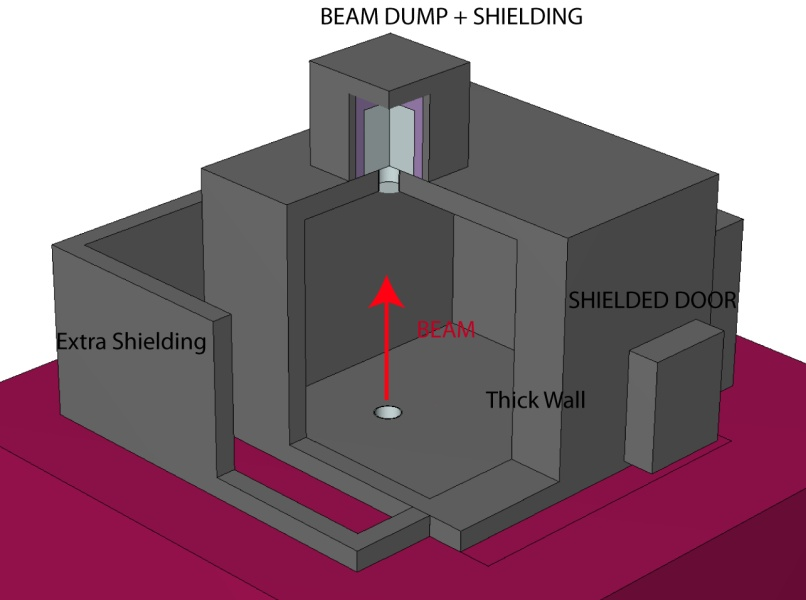 BEAM DUMP + SHIELDING
SHIELDED DOOR
BEAM
Extra Shielding
Thick Wall